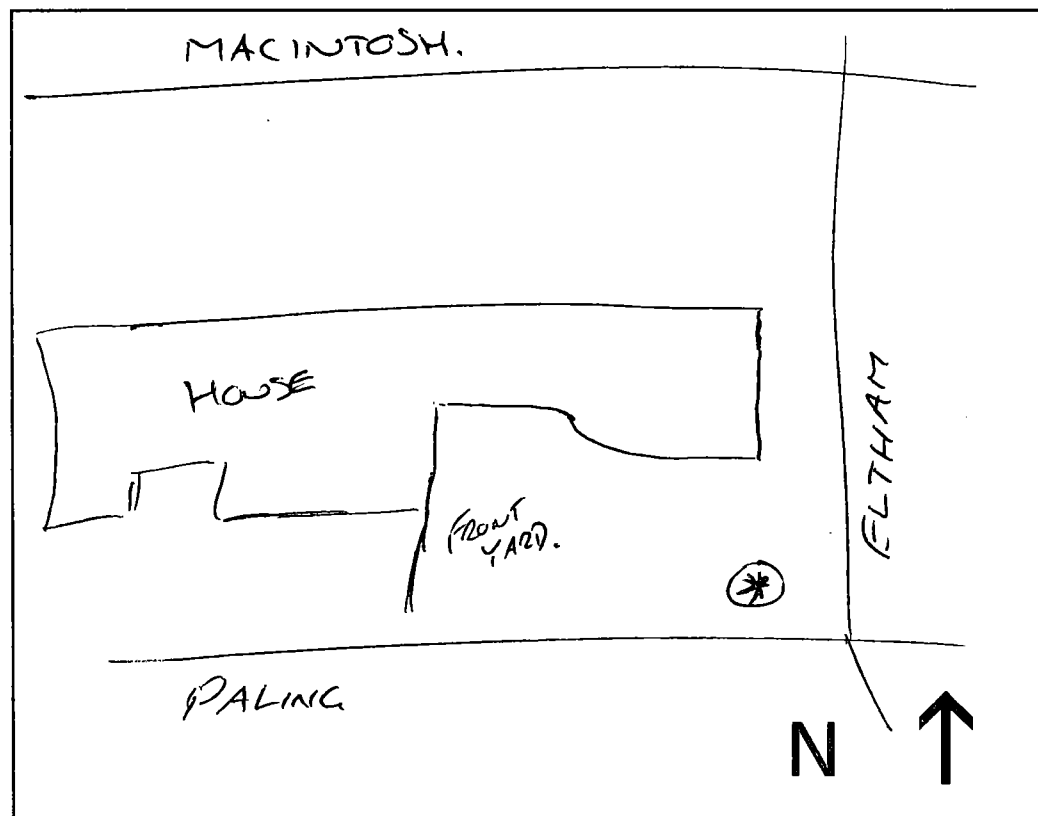 MACINTOSH.
HOUSE
ELTHAM
FRONT
YARD.
PALING
N